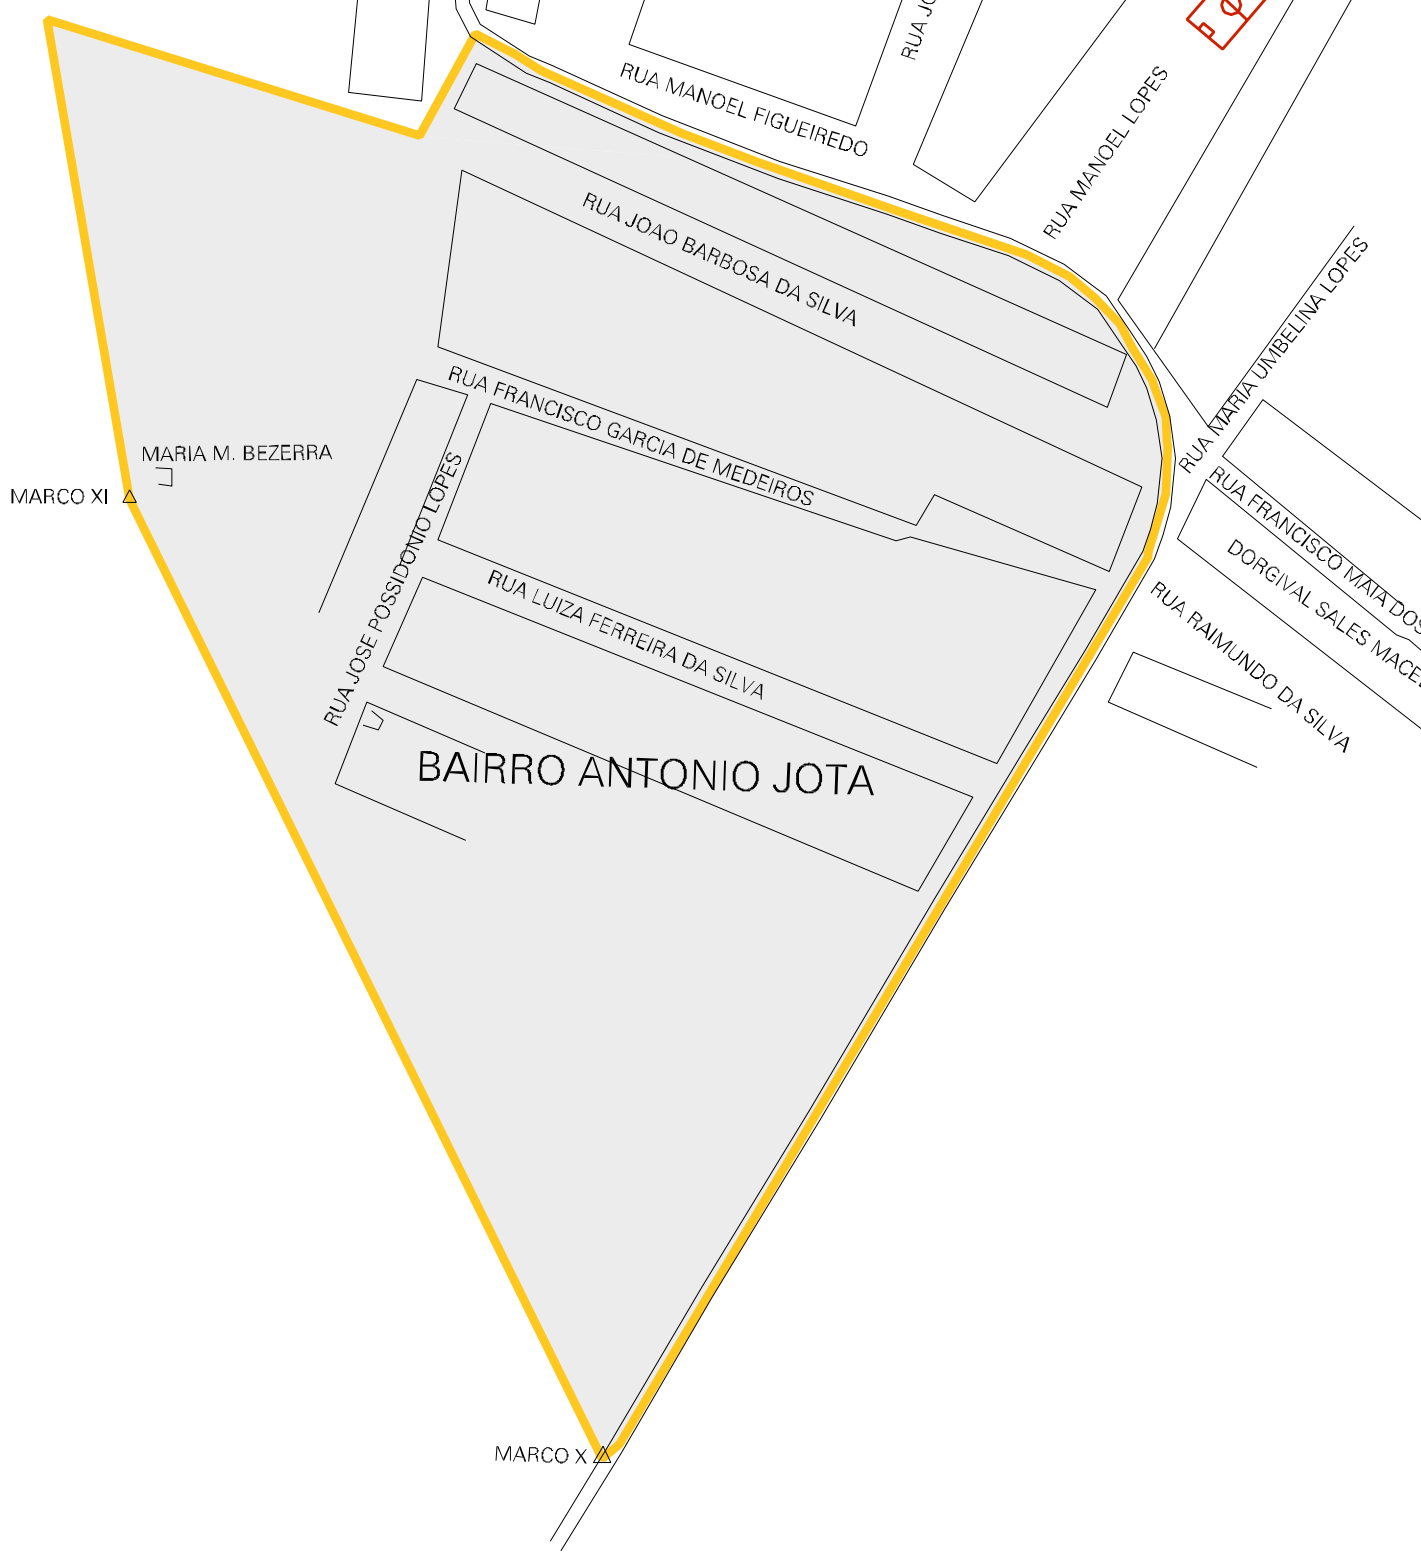 RUA MANOEL FIGUEIREDO
RUA MANOEL LOPES
RUA JOAO BARBOSA DA SILVA
RUA MARIA UMBELINA LOPES
RUA FRANCISCO GARCIA DE MEDEIROS
MARIA M. BEZERRA
MARCO XI
RUA JOSE POSSIDONIO LOPES
RUA FRANCISCO MAIA DOS
DORGIVAL SALES
RUA LUIZA FERREIRA DA SILVA
RUA RAIMUNDO DA SILVA
BAIRRO ANTONIO JOTA
MARCO X